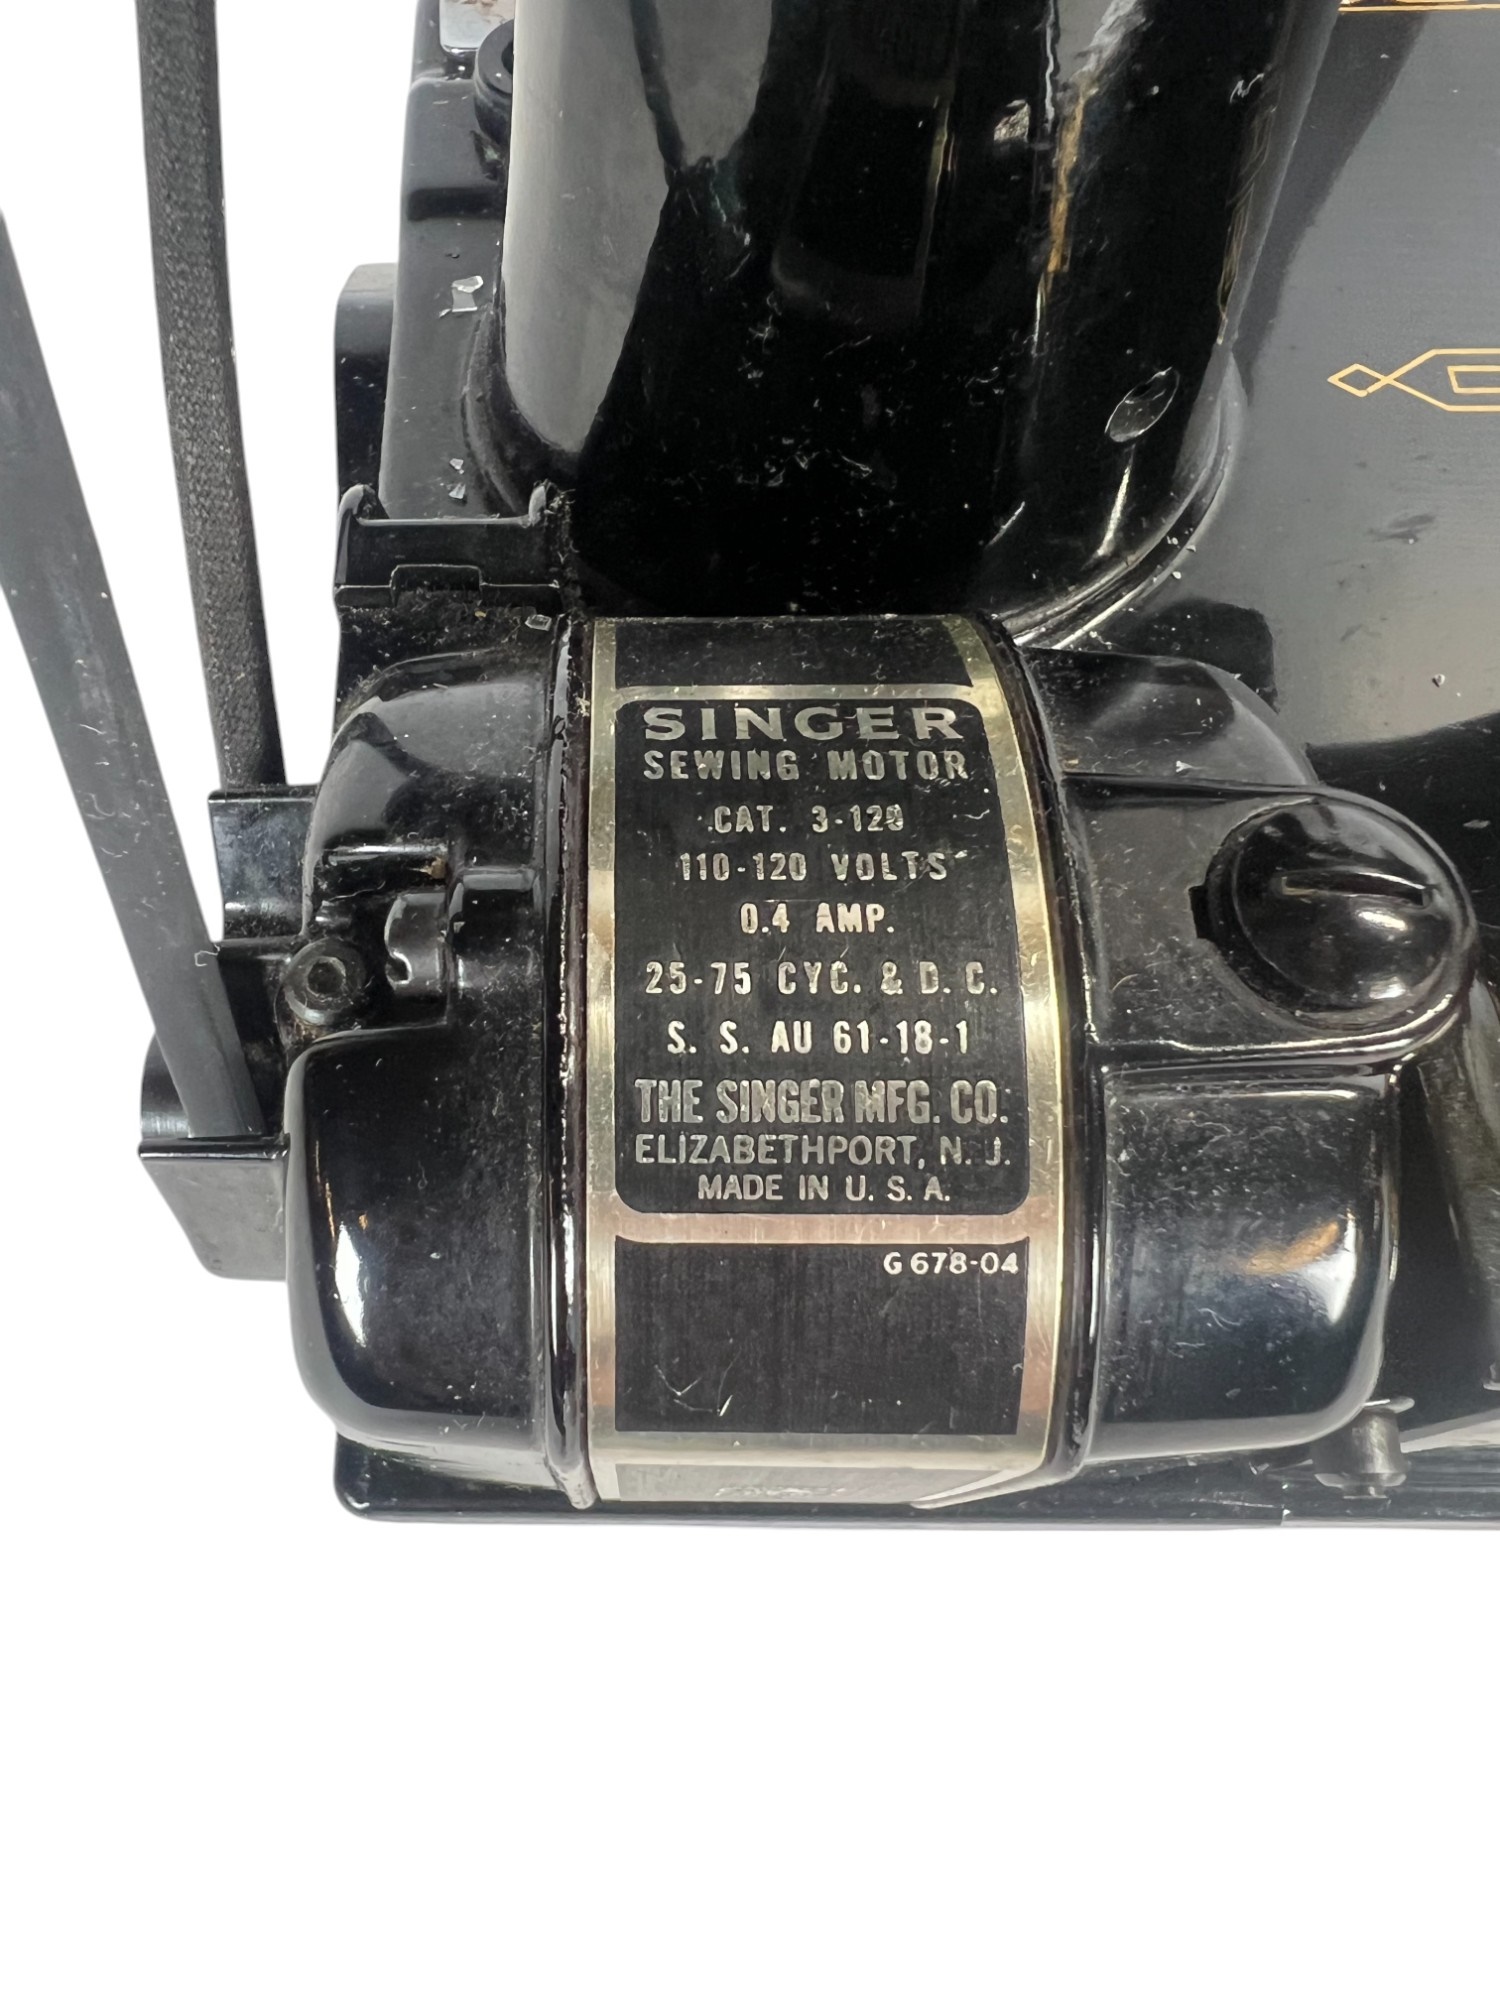 SINGER
SEWING MOTOR
CAT. 3-120
110-120 VOLTS
0.4 AMP.
25-75 CYC. & D. C.
S. S. AU 61-18-1
THE SINGER MFG. CO.
ELIZABETHPORT, N. J.
MADE IN U. S. A.
G 678-04